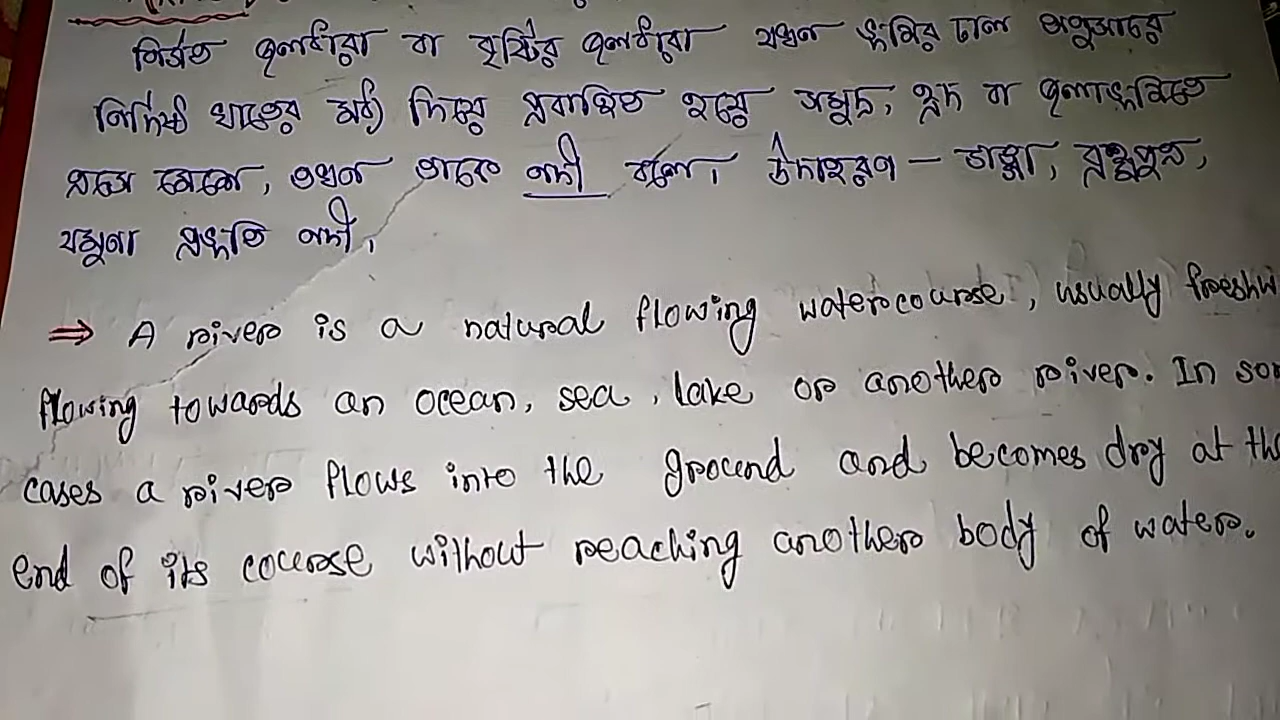 নির্গত জলধারা বা বৃষ্টির জলধারা যখন ভূমির ঢাল অনুসারে
নির্দিষ্ট খাতের মধ্য দিয়ে প্রবাহিত হয়ে সমুদ্র, হ্রদ বা জলাভূমিতে
এসে মেশে, তখন তাকে নদী বলে। উদাহরণ - গঙ্গা, ব্রহ্মপুত্র,
যমুনা প্রভৃতি নদী।
⇒ A river is a natural flowing watercourse, usually freshw
flowing towards an ocean, sea, lake or another river. In som
cases a river flows into the ground and becomes dry at the
end of its course without reaching another body of water.